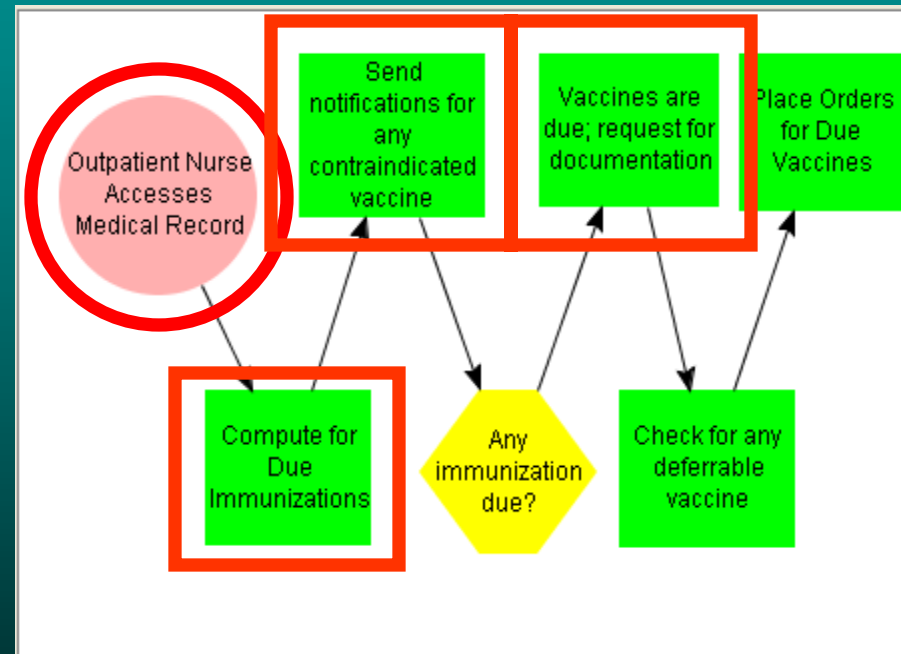 Outpatient Nurse
Accesses
Medical Record
Compute for
Due
Immunizations
Send
notifications for
any
contraindicated
vaccine
Any
immunization
due?
Vaccines are
due; request for
documentation
Check for any
deferrable
vaccine
Place Orders
for Due
Vaccines